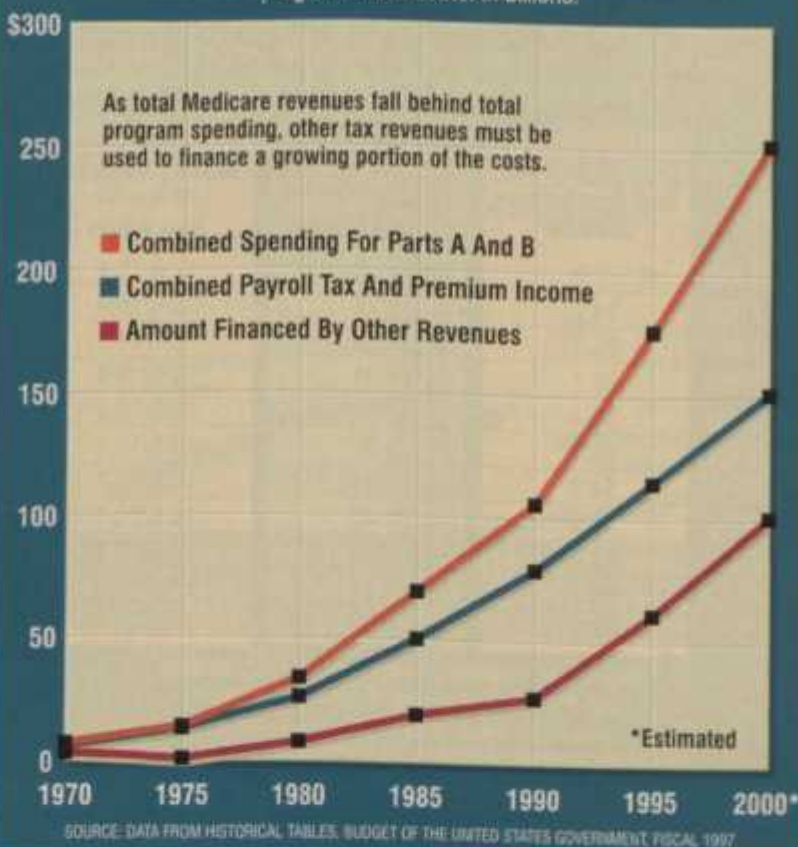 $300
250
200
150
100
50
0
As total Medicare revenues fall behind total
program spending, other tax revenues must be
used to finance a growing portion of the costs.
Combined Spending For Parts A And B
Combined Payroll Tax And Premium Income
Amount Financed By Other Revenues
*Estimated
1970 1975 1980 1985 1990 1995 2000*
SOURCE: DATA FROM HISTORICAL TABLES, BUDGET OF THE UNITED STATES GOVERNMENT, FISCAL 1997